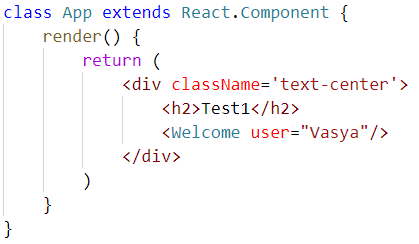 class App extends React.Component {
    render() {
        return (
            <div className='text-center'>
                <h2>Test1</h2>
                <Welcome user="Vasya"/>
            </div>
        )
    }
}